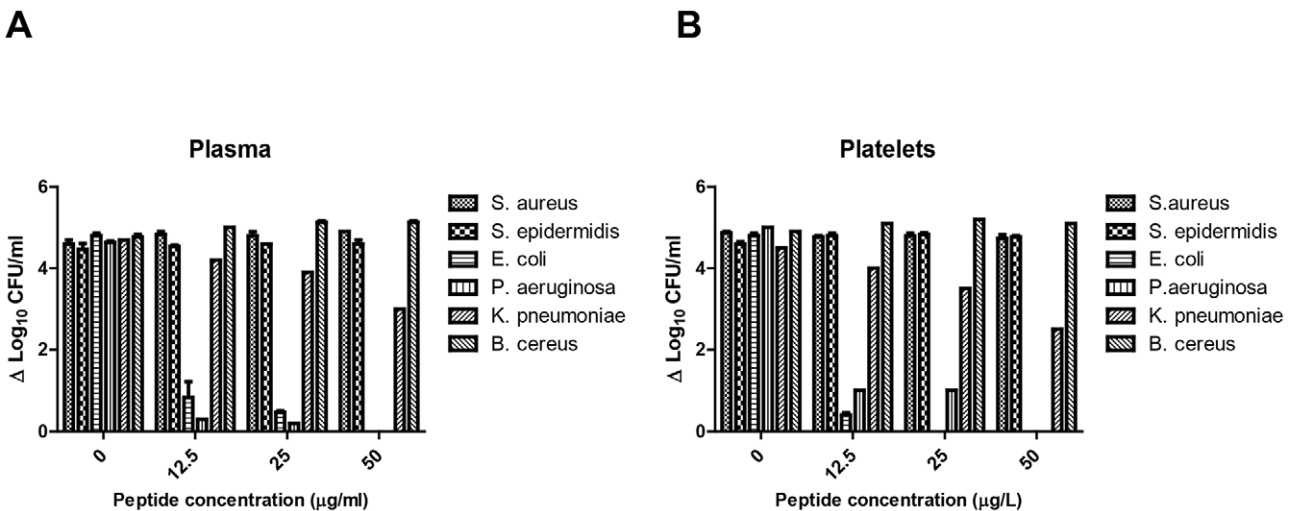 A
Plasma
Δ Log10 CFU/ml
6
4
2
0
0
12.5
25
50
Peptide concentration (μg/ml)
S. aureus
S. epidermidis
E. coli
P. aeruginosa
K. pneumoniae
B. cereus
B
Platelets
Δ Log10 CFU/ml
6
4
2
0
0
12.5
25
50
Peptide concentration (μg/L)
S.aureus
S. epidermidis
E. coli
P.aeruginosa
K. pneumoniae
B. cereus